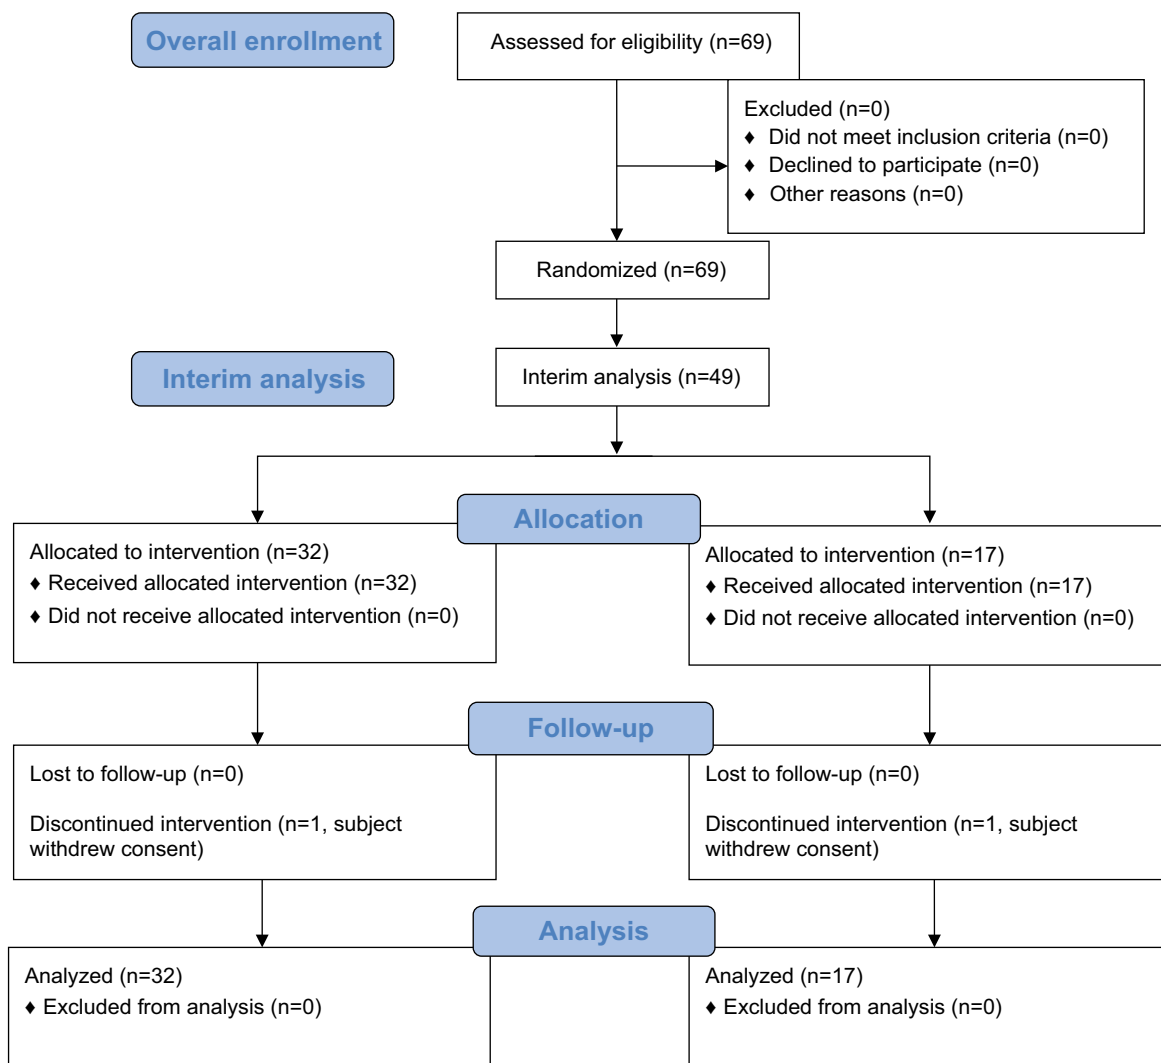 Overall enrollment
Assessed for eligibility (n=69)
Excluded (n=0)
♦ Did not meet inclusion criteria (n=0)
♦ Declined to participate (n=0)
♦ Other reasons (n=0)
Randomized (n=69)
Interim analysis
Interim analysis (n=49)
Allocation
Allocated to intervention (n=32)
♦ Received allocated intervention (n=32)
♦ Did not receive allocated intervention (n=0)
Allocated to intervention (n=17)
♦ Received allocated intervention (n=17)
♦ Did not receive allocated intervention (n=0)
Follow-up
Lost to follow-up (n=0)
Discontinued intervention (n=1, subject
withdrew consent)
Lost to follow-up (n=0)
Discontinued intervention (n=1, subject
withdrew consent)
Analysis
Analyzed (n=32)
♦ Excluded from analysis (n=0)
Analyzed (n=17)
♦ Excluded from analysis (n=0)